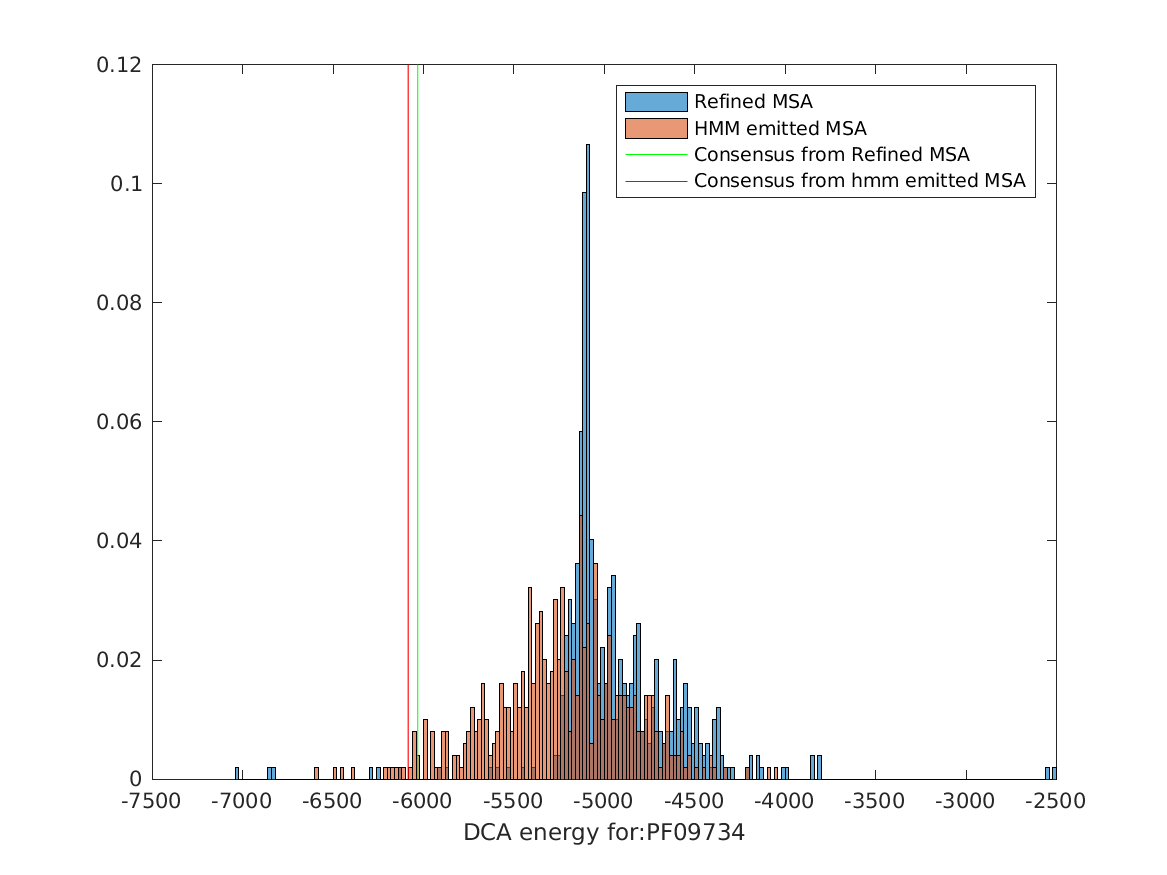 0.12
0.1
0.08
0.06
0.04
0.02
0
-7500 -7000 -6500 -6000 -5500 -5000 -4500 -4000 -3500 -3000 -2500
DCA energy for:PF09734
Refined MSA
HMM emitted MSA
Consensus from Refined MSA
Consensus from hmm emitted MSA